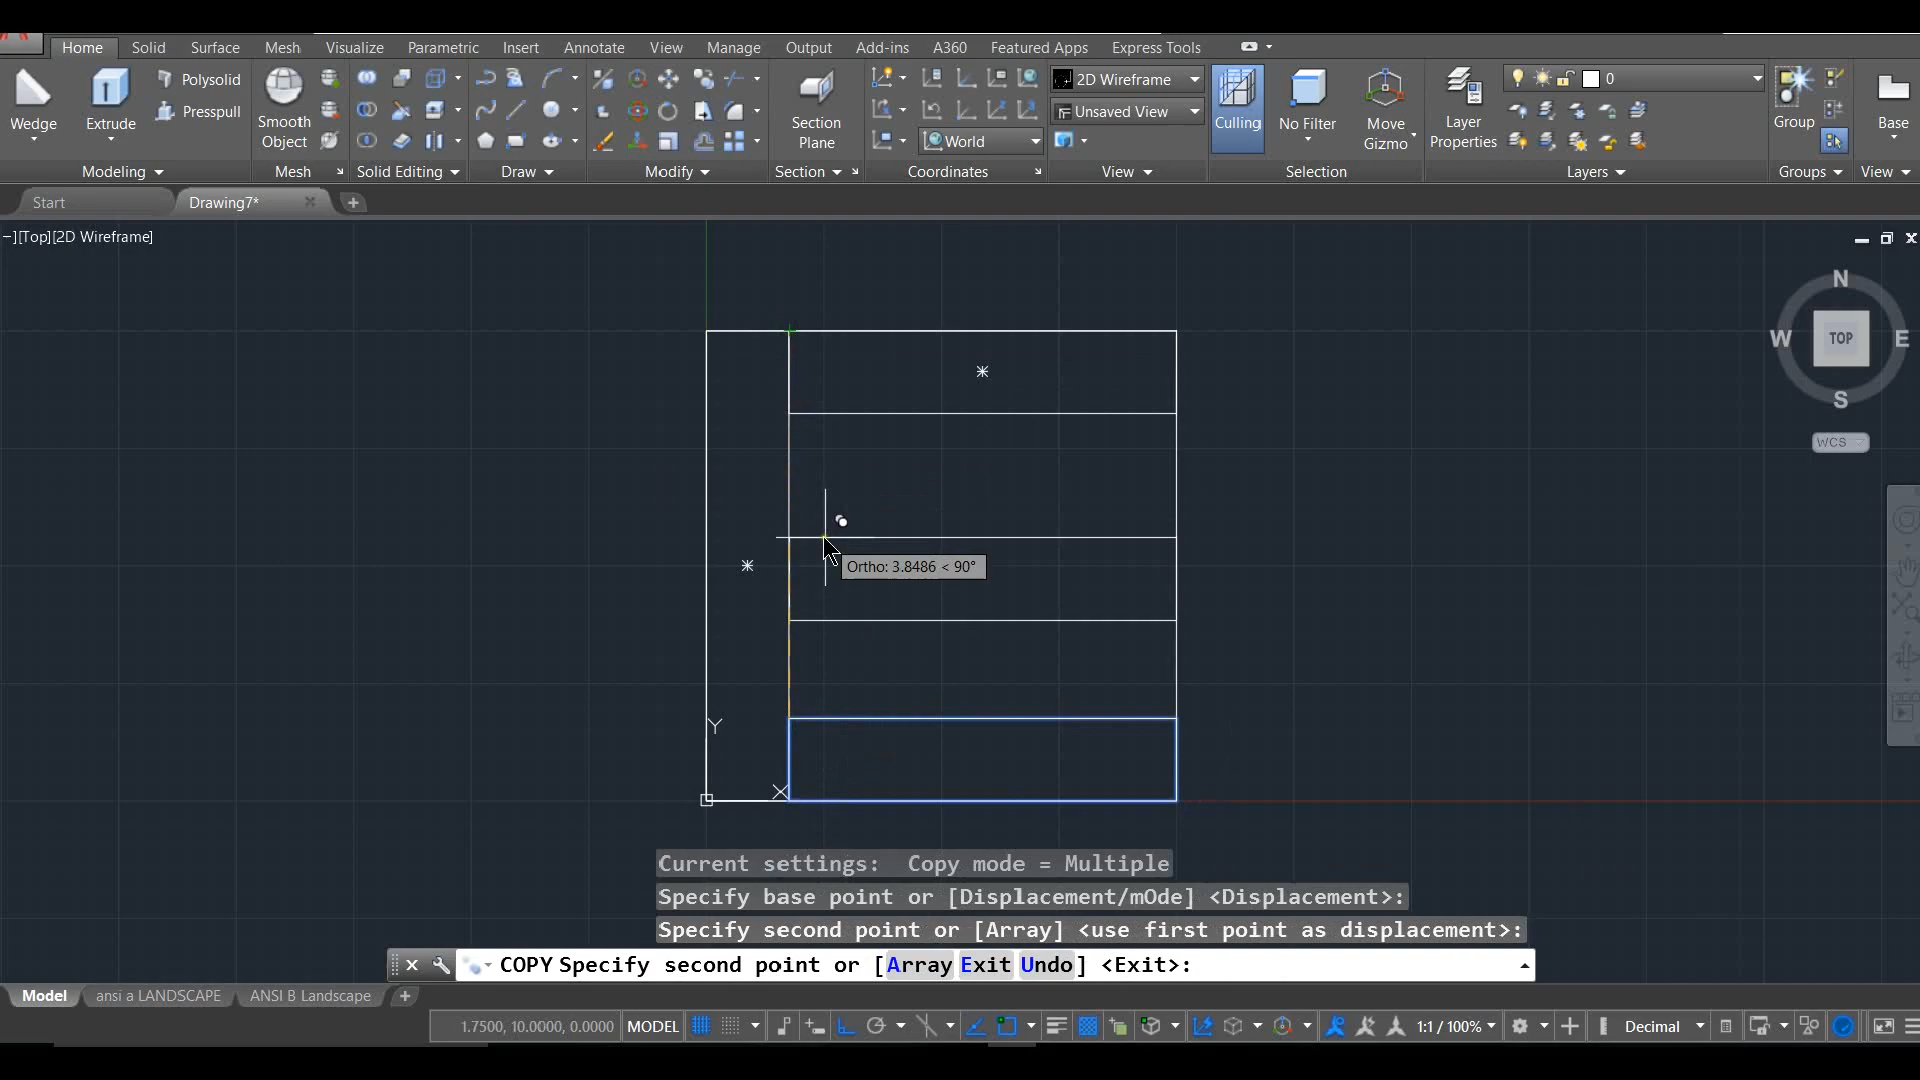 Home Solid Surface Mesh Visualize Parametric Insert Annotate View Manage Output Add-ins A360 Featured Apps Express Tools
Wedge
Extrude
Polysolid
Presspull
Smooth
Object
Section
Plane
World
2D Wireframe
Unsaved View
Culling
No Filter
Move
Gizmo
Layer
Properties
0
Group
Base
Modeling Mesh Solid Editing Draw Modify Section Coordinates View Selection Layers Groups View
Start Drawing7*
−][Top][2D Wireframe]
N
W TOP E
S
WCS
Ortho: 3.8486 < 90°
Y
X
Current settings:  Copy mode = Multiple
Specify base point or [Displacement/mOde] <Displacement>:
Specify second point or [Array] <use first point as displacement>:
COPY Specify second point or [Array Exit Undo] <Exit>:
Model ansi a LANDSCAPE ANSI B Landscape
1.7500, 10.0000, 0.0000 MODEL 1:1 / 100% Decimal